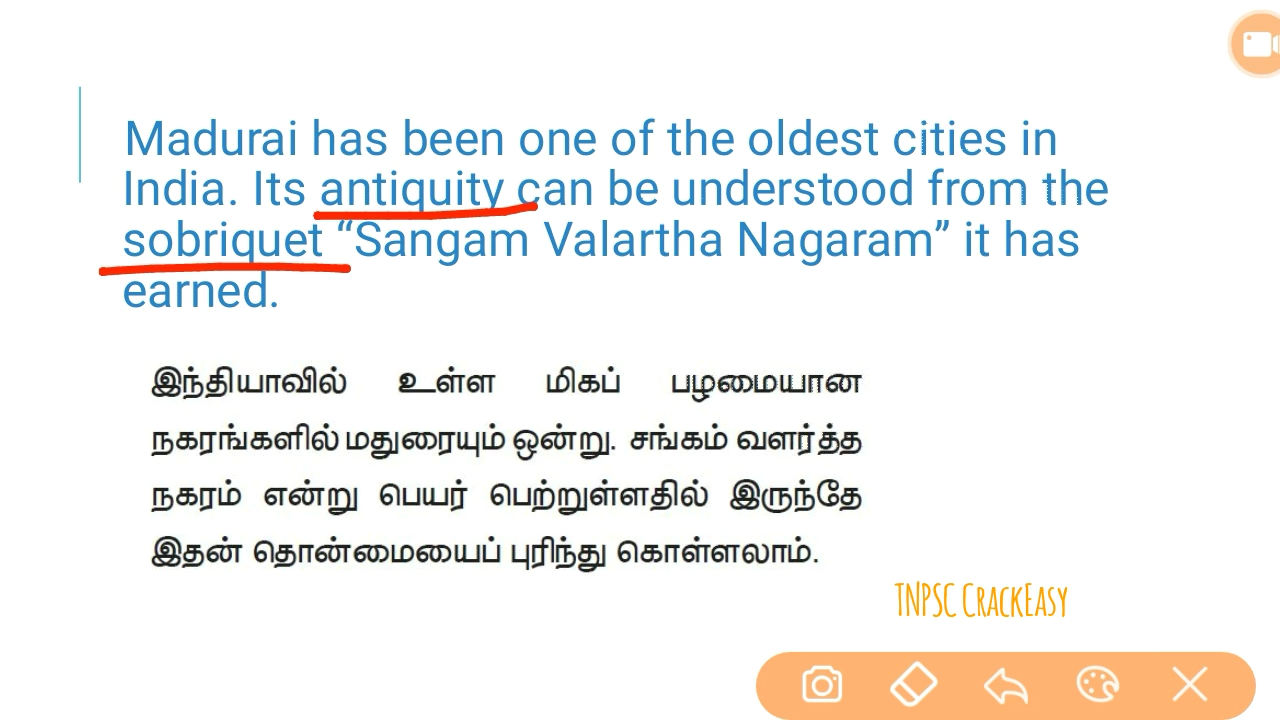 Madurai has been one of the oldest cities in
India. Its antiquity can be understood from the
sobriquet “Sangam Valartha Nagaram” it has
earned.
இந்தியாவில் உள்ள மிகப் பழமையான
நகரங்களில் மதுரையும் ஒன்று. சங்கம் வளர்த்த
நகரம் என்று பெயர் பெற்றுள்ளதில் இருந்தே
இதன் தொன்மையைப் புரிந்து கொள்ளலாம்.
TNPSC CrackEasy